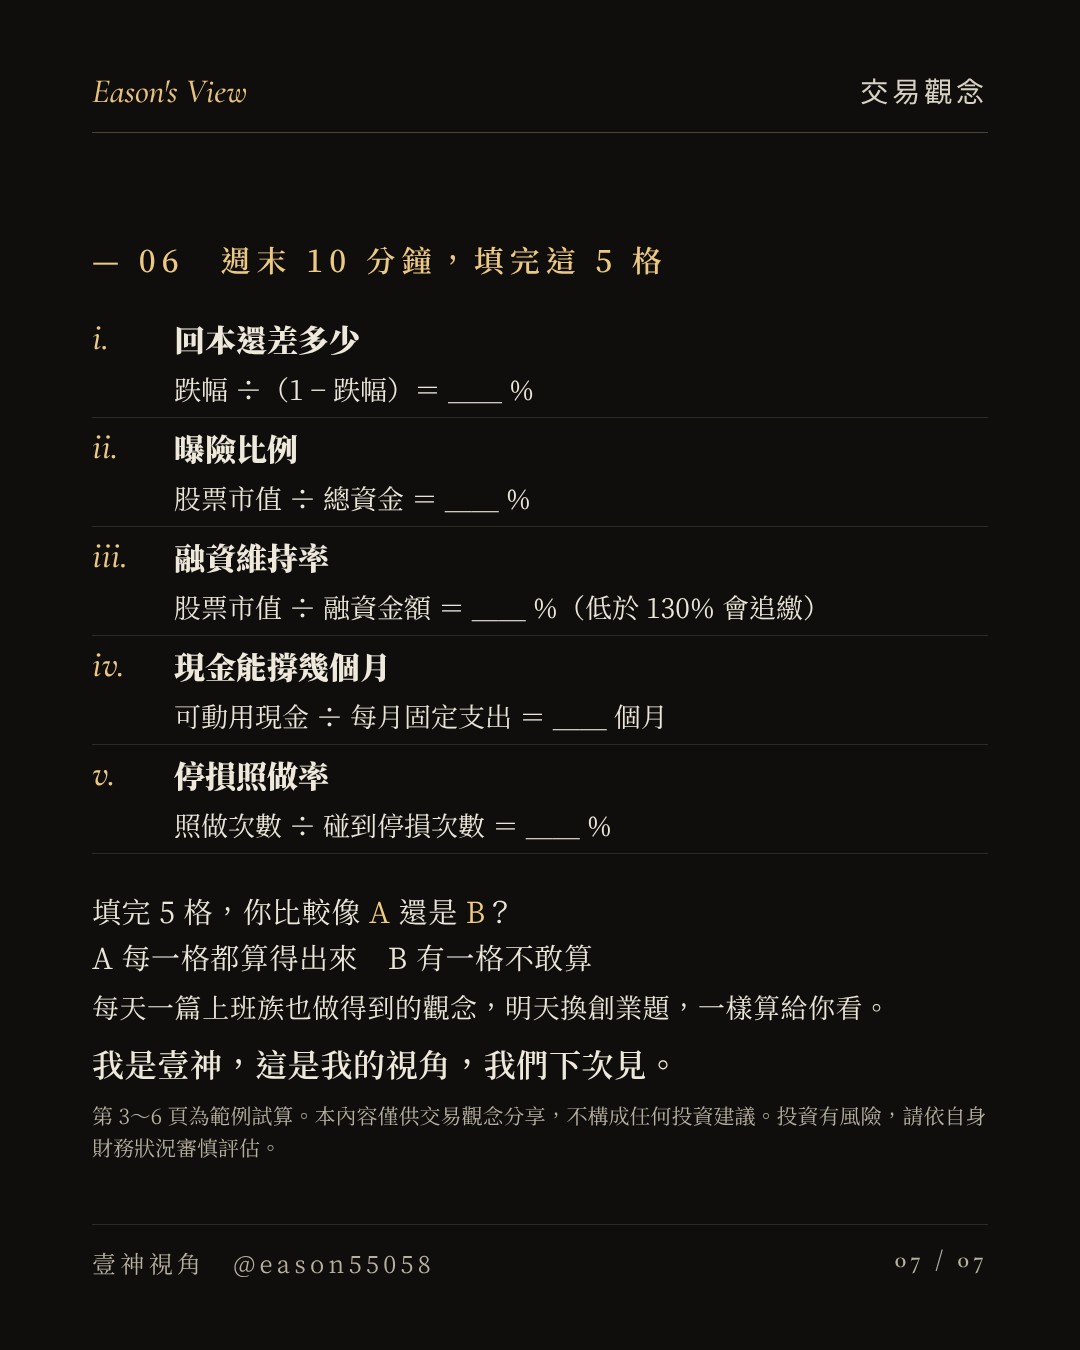 Eason's View
交易觀念
— 06 週末 10 分鐘，填完這 5 格
i. 回本還差多少
跌幅 ÷（1 − 跌幅）＝ ____ %
ii. 曝險比例
股票市值 ÷ 總資金 ＝ ____ %
iii. 融資維持率
股票市值 ÷ 融資金額 ＝ ____ %（低於 130% 會追繳）
iv. 現金能撐幾個月
可動用現金 ÷ 每月固定支出 ＝ ____ 個月
v. 停損照做率
照做次數 ÷ 碰到停損次數 ＝ ____ %
填完 5 格，你比較像 A 還是 B？
A 每一格都算得出來　B 有一格不敢算
每天一篇上班族也做得到的觀念，明天換創業題，一樣算給你看。
我是壹神，這是我的視角，我們下次見。
第 3～6 頁為範例試算。本內容僅供交易觀念分享，不構成任何投資建議。投資有風險，請依自身
財務狀況審慎評估。
壹神視角　@eason55058
07 / 07